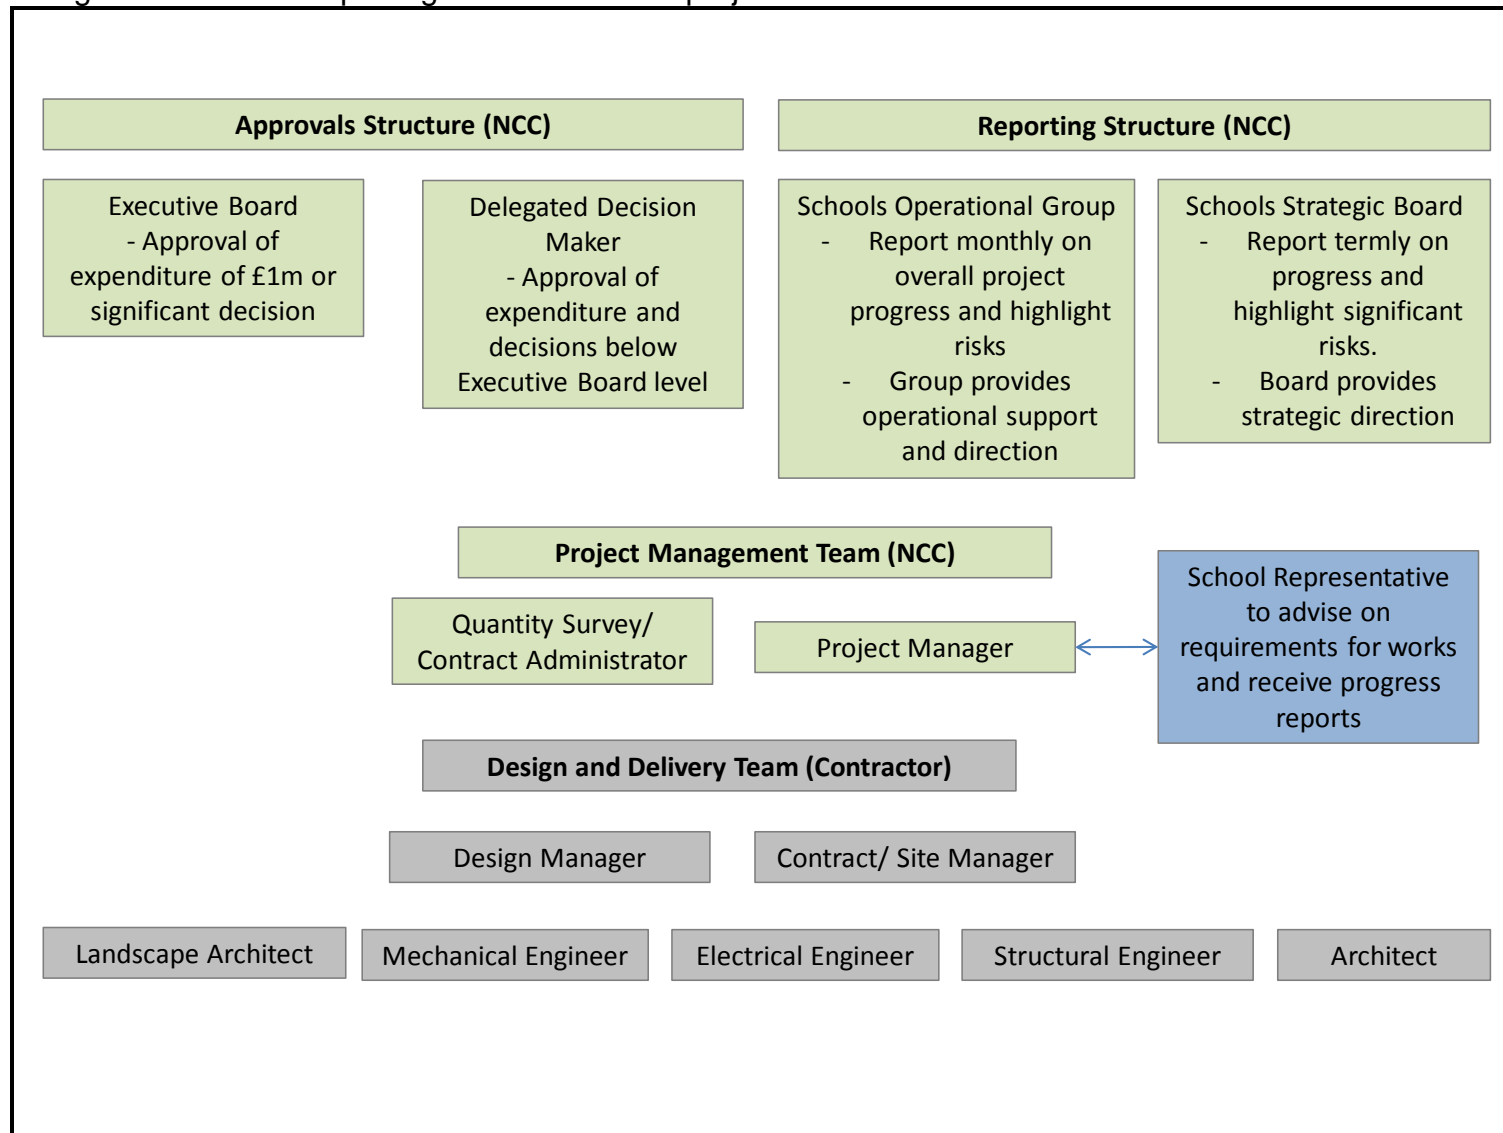 Approvals Structure (NCC)
Reporting Structure (NCC)
Executive Board
- Approval of
expenditure of £1m or
significant decision
Delegated Decision
Maker
- Approval of
expenditure and
decisions below
Executive Board level
Schools Operational Group
- Report monthly on
overall project
progress and highlight
risks
- Group provides
operational support
and direction
Schools Strategic Board
- Report termly on
progress and
highlight significant
risks.
- Board provides
strategic direction
Project Management Team (NCC)
Quantity Survey/
Contract Administrator
Project Manager
School Representative
to advise on
requirements for works
and receive progress
reports
Design and Delivery Team (Contractor)
Design Manager
Contract/ Site Manager
Landscape Architect
Mechanical Engineer
Electrical Engineer
Structural Engineer
Architect